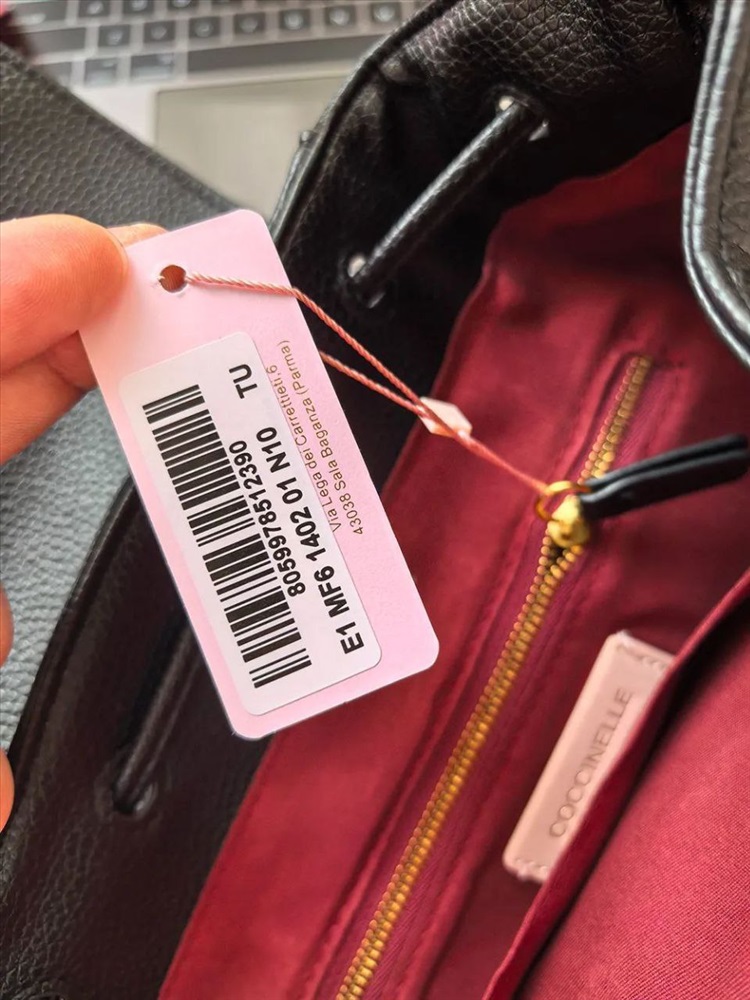 TU
8059978512390
E1 MF6 1402 01 N10
Via Lega dei Carrettieri,6
43038 Sala Baganza (Parma)
COCCINELLE